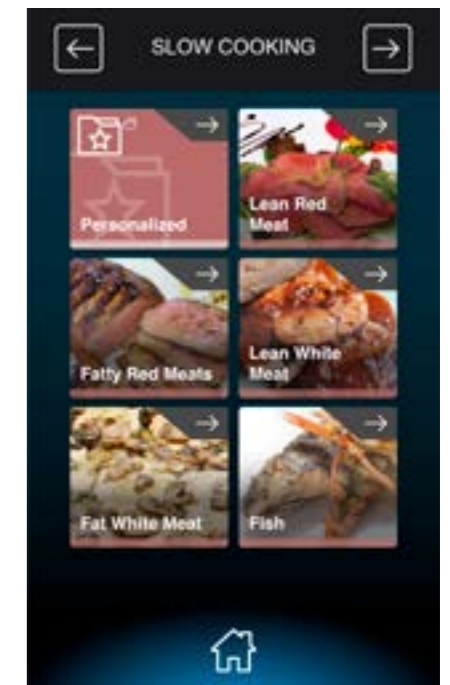 SLOW COOKING
Personalized
Lean Red
Meat
Fatty Red Meats
Lean White
Meat
Fat White Meat
Fish